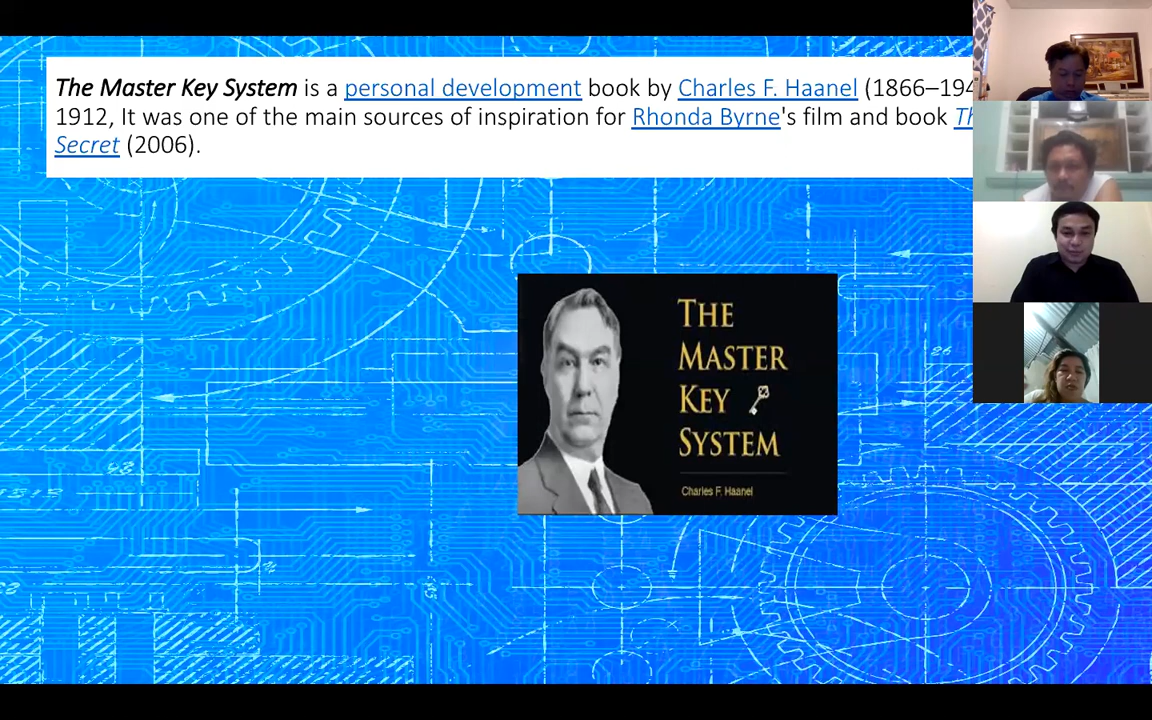 The Master Key System is a personal development book by Charles F. Haanel (1866–194
1912, It was one of the main sources of inspiration for Rhonda Byrne's film and book Th
Secret (2006).
THE
MASTER
KEY
SYSTEM
Charles F. Haanel
26